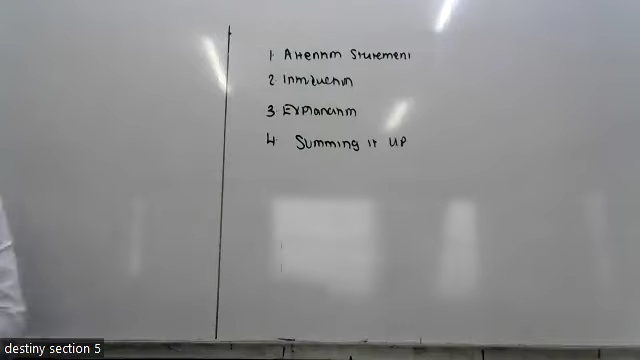 1. Attention Statement
2. Introduction
3. Explanation
4. Summing it up
destiny section 5